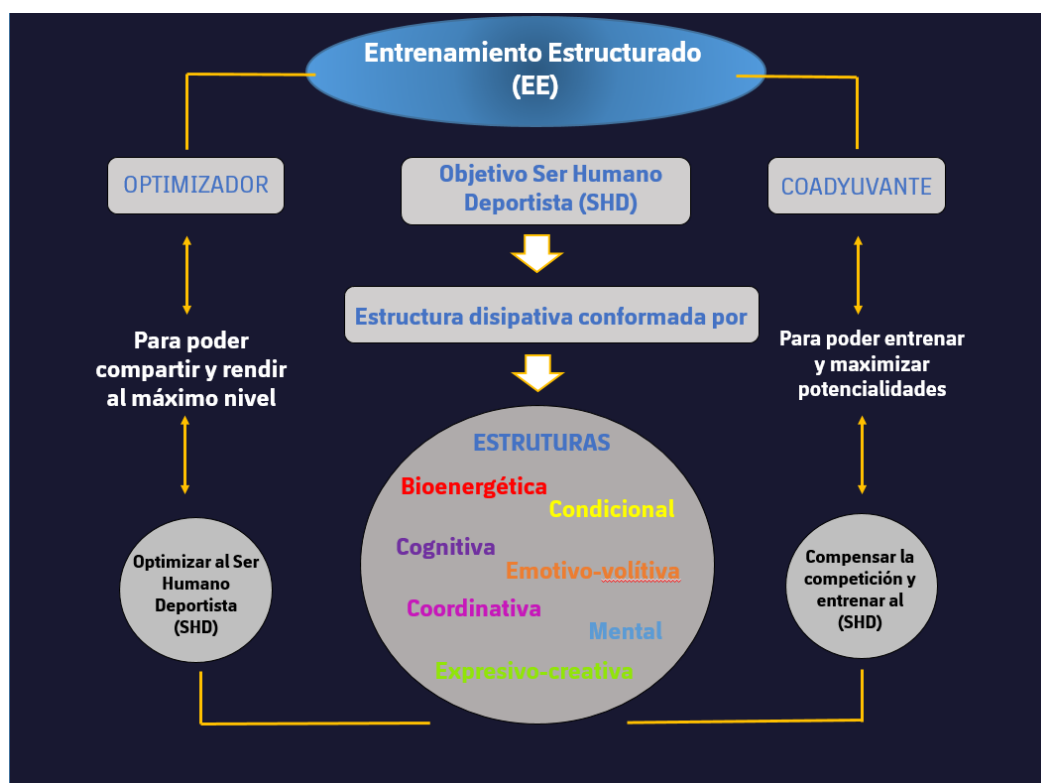 Entrenamiento Estructurado
(EE)
OPTIMIZADOR
Objetivo Ser Humano
Deportista (SHD)
COADYUVANTE
Estructura disipativa conformada por
Para poder
compartir y rendir
al máximo nivel
Para poder entrenar
y maximizar
potencialidades
ESTRUTURAS
Bioenergética
Condicional
Cognitiva
Emotivo-volítiva
Coordinativa
Mental
Expresivo-creativa
Optimizar al Ser
Humano
Deportista
(SHD)
Compensar la
competición y
entrenar al
(SHD)